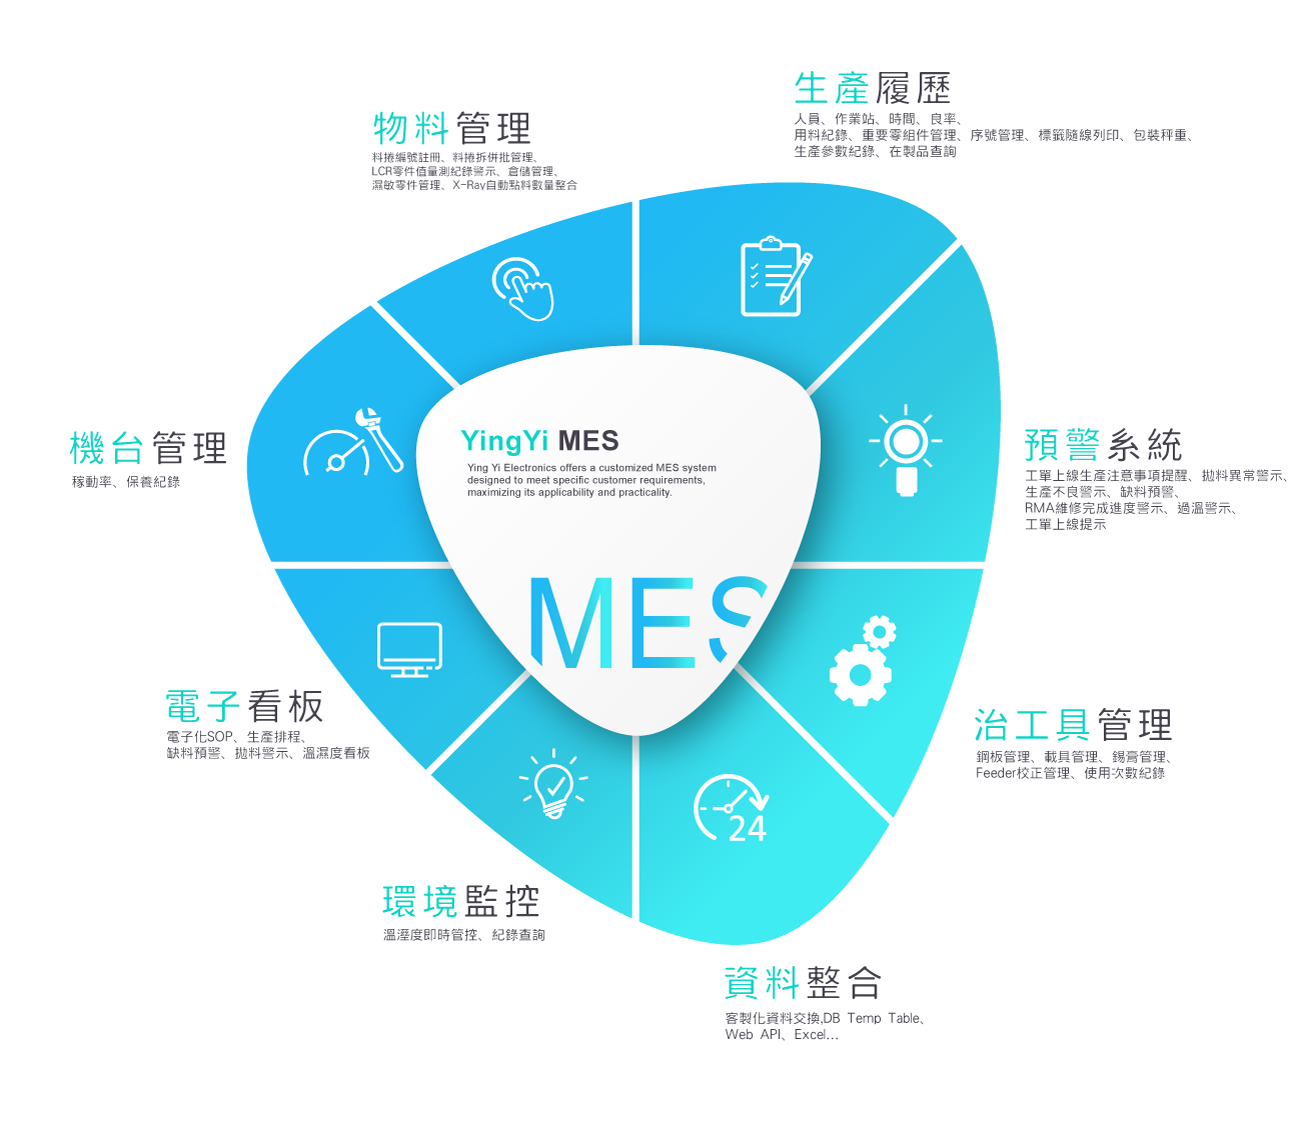 生產履歷
人員、作業站、時間、良率、
用料紀錄、重要零組件管理、序號管理、標籤隨線列印、包裝秤重、
生產參數紀錄、在製品查詢
物料管理
料捲編號註冊、料捲拆併批管理、
LCR零件值量測紀錄警示、倉儲管理、
濕敏零件管理、X-Ray自動點料數量整合
機台管理
稼動率、保養紀錄
YingYi MES
Ying Yi Electronics offers a customized MES system
designed to meet specific customer requirements,
maximizing its applicability and practicality.
MES
預警系統
工單上線生產注意事項提醒、拋料異常警示、
生產不良警示、缺料預警、
RMA維修完成進度警示、過溫警示、
工單上線提示
電子看板
電子化SOP、生產排程、
缺料預警、拋料警示、溫濕度看板
治工具管理
鋼板管理、載具管理、錫膏管理、
Feeder校正管理、使用次數紀錄
24
環境監控
溫溼度即時管控、紀錄查詢
資料整合
客製化資料交換,DB Temp Table、
Web API、Excel...